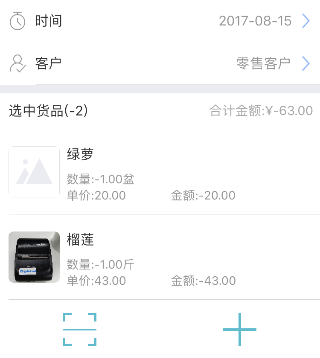 时间 2017-08-15
客户 零售客户
选中货品(-2) 合计金额:¥-63.00
绿萝
数量:-1.00盆
单价:20.00 金额:-20.00
榴莲
数量:-1.00斤
单价:43.00 金额:-43.00